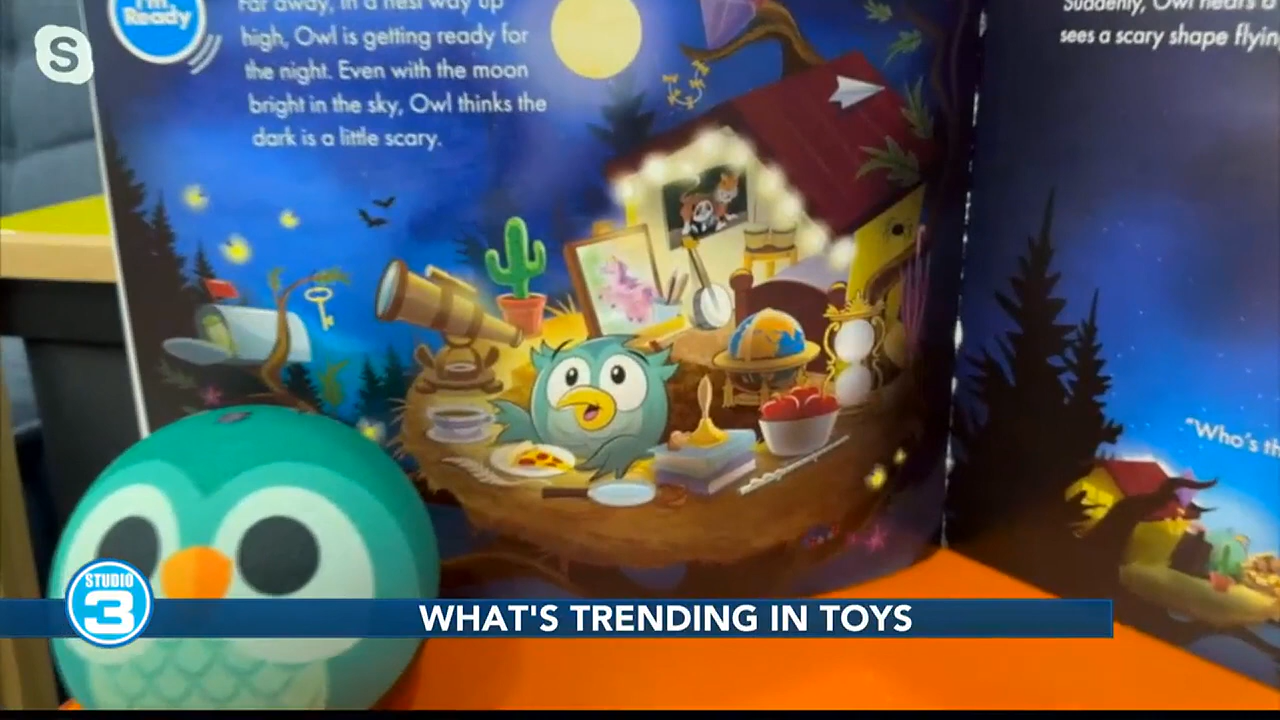 I'm
Ready
S
Far away, in a nest way up
high, Owl is getting ready for
the night. Even with the moon
bright in the sky, Owl thinks the
dark is a little scary.
Suddenly, Owl hears a
sees a scary shape
"Who's
STUDIO
3
WHAT'S TRENDING IN TOYS